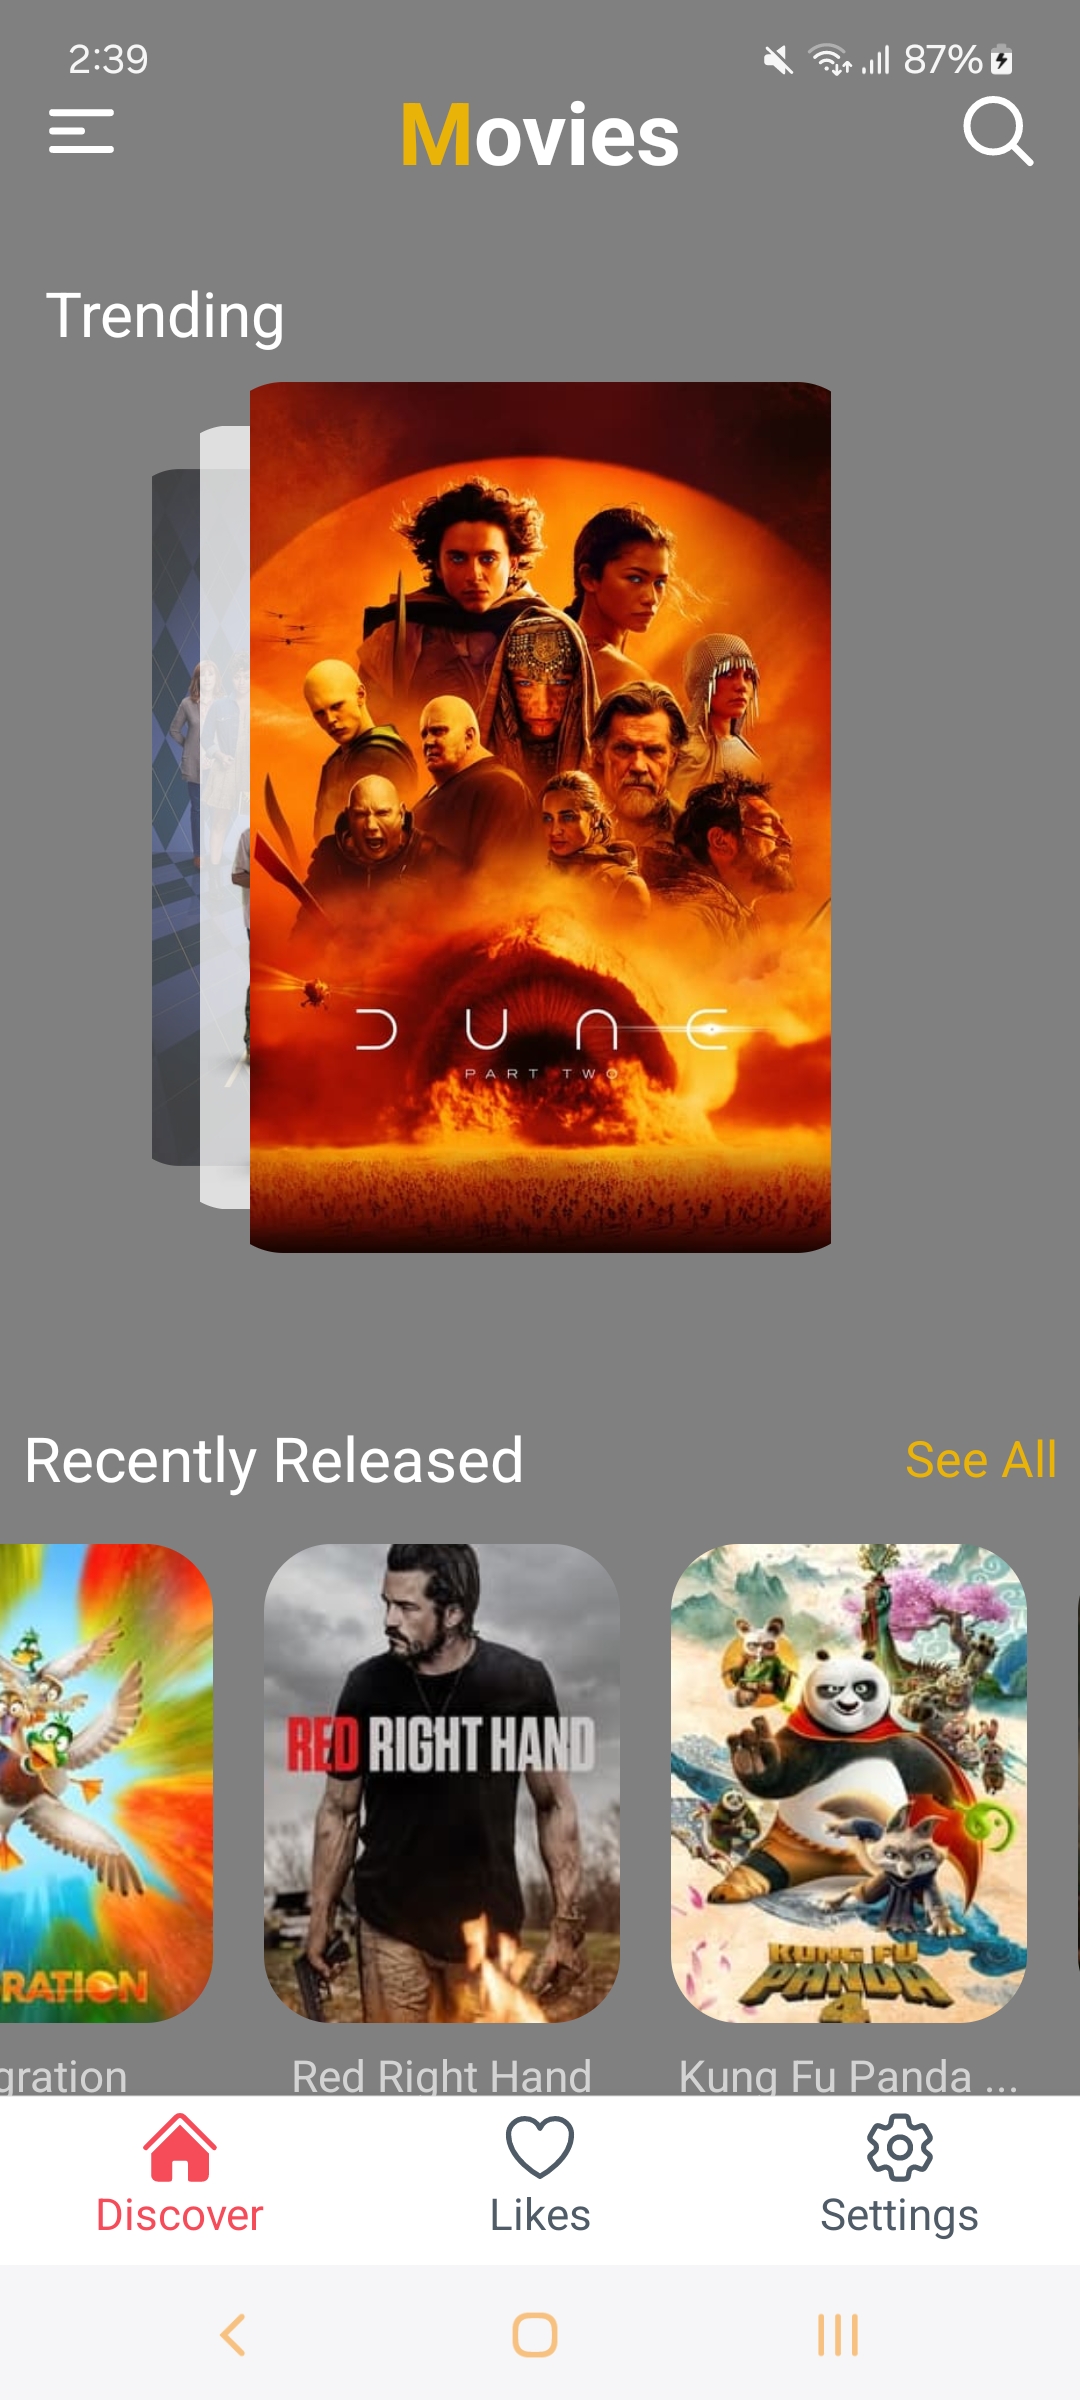 2:39
87%
Movies
Trending
DUNE
PART TWO
Recently Released
See All
RATION
RED RIGHT HAND
KUNG FU
PANDA
4
gration
Red Right Hand
Kung Fu Panda ...
Discover
Likes
Settings